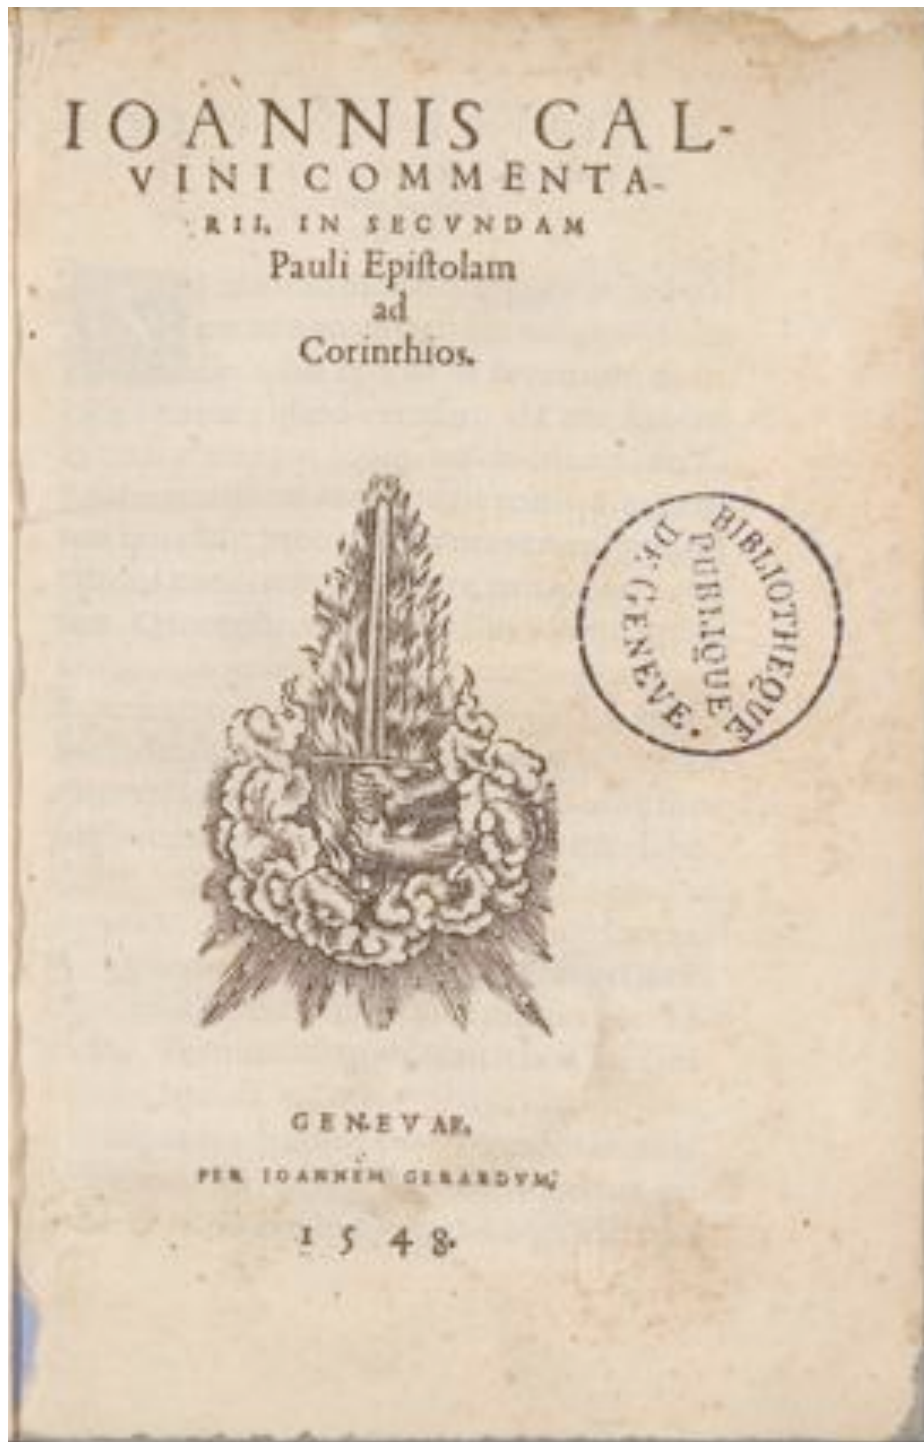 IOANNIS CAL-
VINI COMMENTA-
RII, IN SECVNDAM
Pauli Epiſtolam
ad
Corinthios.
BIBLIOTHEQUE
PUBLIQUE
DE GENEVE.
GENEVAE,
PER IOANNEM GERARDVM,
1548.